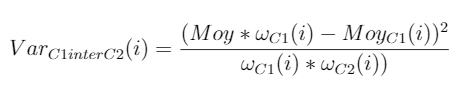 Var_{C1interC2}(i) = \frac{(Moy * \omega_{C1}(i) - Moy_{C1}(i))^2}{\omega_{C1}(i) * \omega_{C2}(i))}